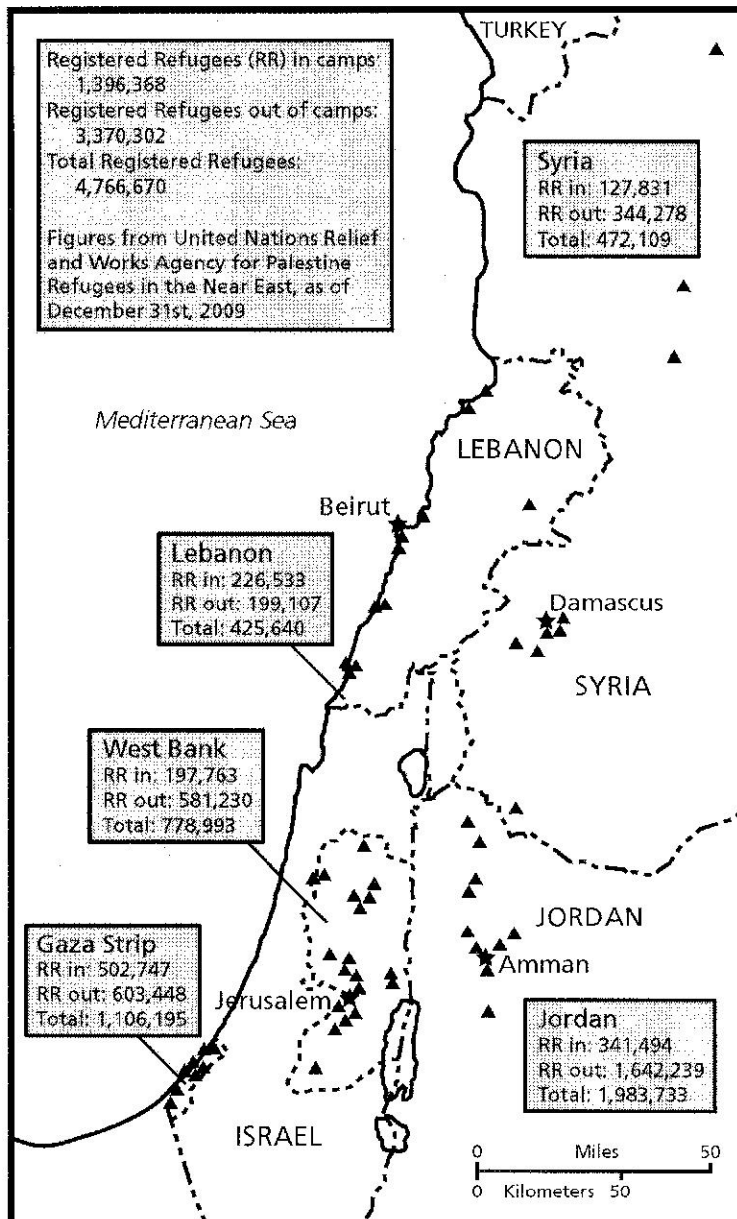 TURKEY
Registered Refugees (RR) in camps:
1,396,368
Registered Refugees out of camps:
3,370,302
Total Registered Refugees:
4,766,670
Figures from United Nations Relief
and Works Agency for Palestine
Refugees in the Near East, as of
December 31st, 2009
Syria
RR in: 127,831
RR out: 344,278
Total: 472,109
Mediterranean Sea
LEBANON
Beirut
Lebanon
RR in: 226,533
RR out: 199,107
Total: 425,640
Damascus
SYRIA
West Bank
RR in: 197,763
RR out: 581,230
Total: 778,993
JORDAN
Gaza Strip
RR in: 502,747
RR out: 603,448
Total: 1,106,195
Amman
Jerusalem
Jordan
RR in: 341,494
RR out: 1,642,239
Total: 1,983,733
ISRAEL
0 Miles 50
0 Kilometers 50